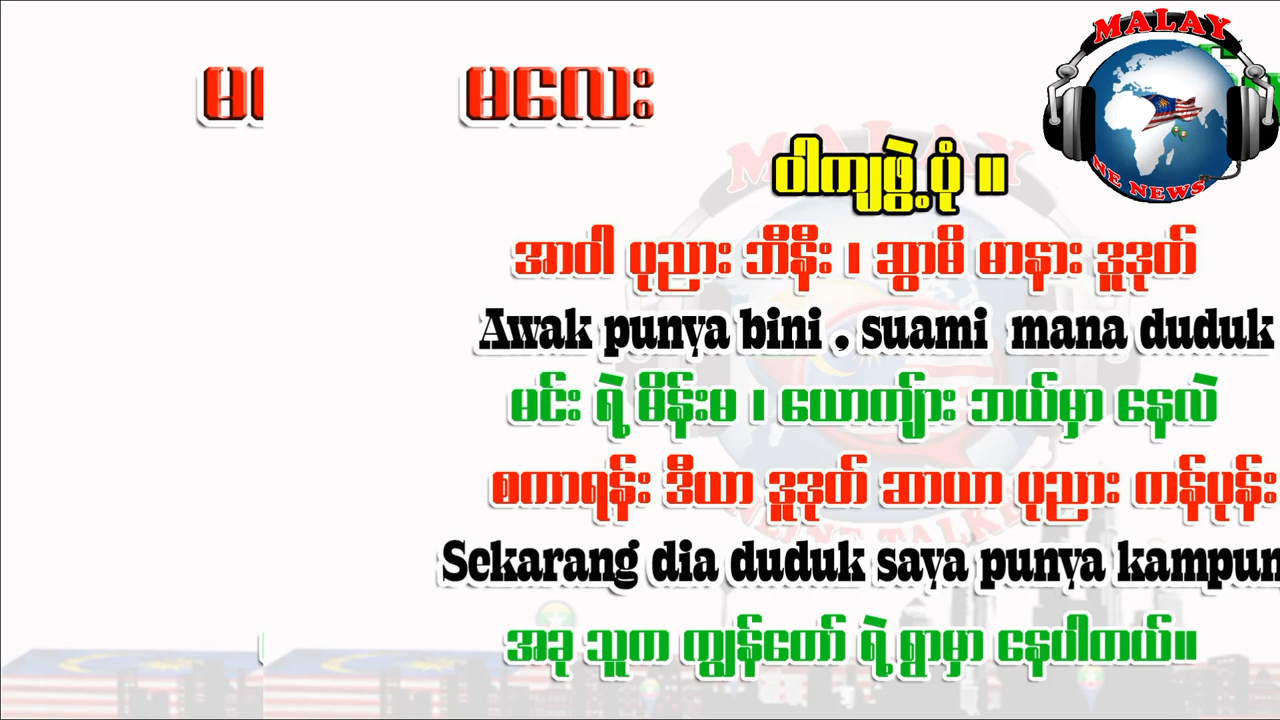 မလေး
MALAY
ONLINE NEWS
ဝါကျဖွဲ့ပုံ ။
အာဝါ ပုညား ဘီနီး ၊ ဆွာမိ မာနား ဒူဒုတ်
Awak punya bini , suami mana duduk
မင်း ရဲ့ မိန်းမ ၊ ယောက်ျား ဘယ်မှာ နေလဲ
စကာရန်း ဒီယာ ဒူဒုတ် ဆာယာ ပုညား ကန်ပုန်း
Sekarang dia duduk saya punya kampun
အခု သူက ကျွန်တော် ရဲ့ ရွာမှာ နေပါတယ်။